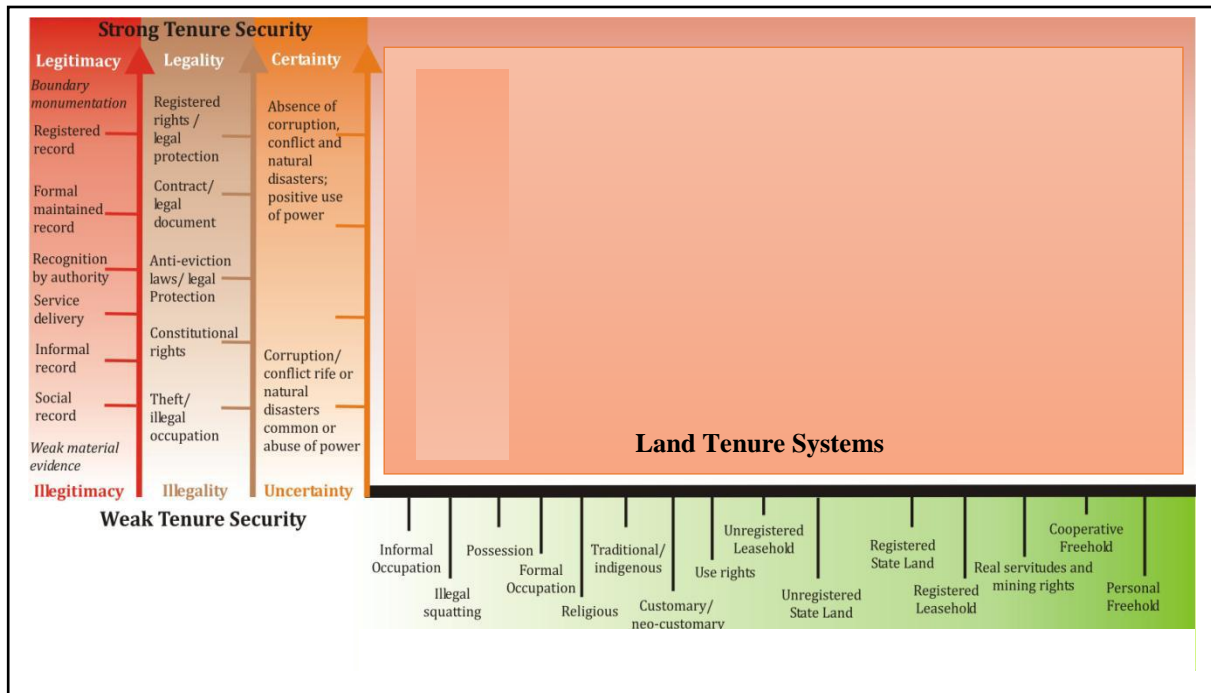 Strong Tenure Security
Legitimacy
Boundary
monumentation
Registered
record
Formal
maintained
record
Recognition
by authority
Service
delivery
Informal
record
Social
record
Weak material
evidence
Illegitimacy
Legality
Registered
rights /
legal
protection
Contract/
legal
document
Anti-eviction
laws/ legal
Protection
Constitutional
rights
Theft/
illegal
occupation
Illegality
Certainty
Absence of
corruption,
conflict and
natural
disasters;
positive use
of power
Corruption/
conflict rife or
natural
disasters
common or
abuse of power
Uncertainty
Weak Tenure Security
Land Tenure Systems
Informal
Occupation
Illegal
squatting
Possession
Formal
Occupation
Religious
Traditional/
indigenous
Customary/
neo-customary
Use rights
Unregistered
Leasehold
Unregistered
State Land
Registered
State Land
Registered
Leasehold
Real servitudes and
mining rights
Cooperative
Freehold
Personal
Freehold